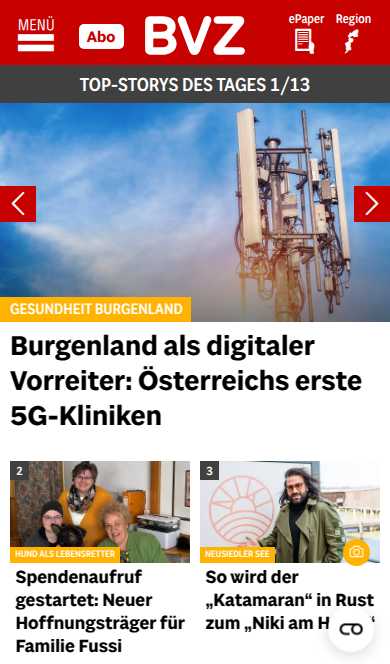 MENÜ
Abo
BVZ
ePaper
Region
TOP-STORYS DES TAGES 1/13
GESUNDHEIT BURGENLAND
Burgenland als digitaler
Vorreiter: Österreichs erste
5G-Kliniken
2
HUND ALS LEBENSRETTER
Spendenaufruf
gestartet: Neuer
Hoffnungsträger für
Familie Fussi
3
NEUSIEDLER SEE
So wird der
„Katamaran“ in Rust
zum „Niki am